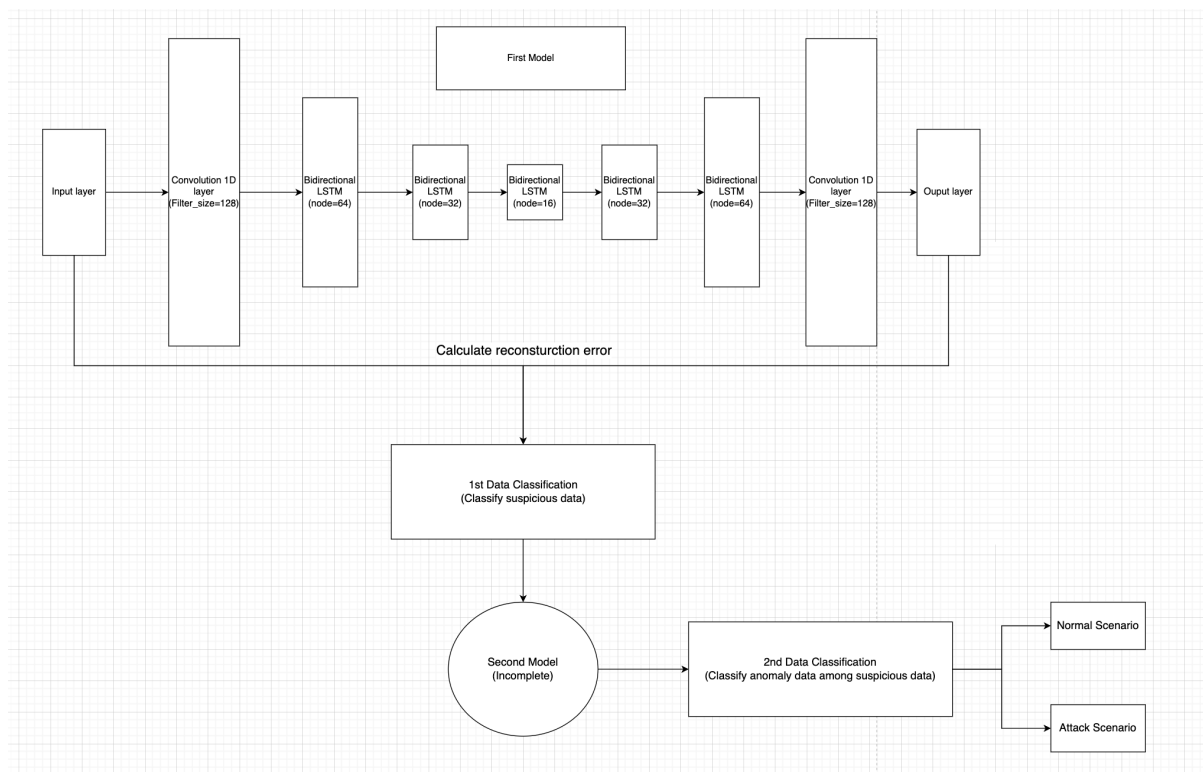 First Model
Input layer
Convolution 1D
layer
(Filter_size=128)
Bidirectional
LSTM
(node=64)
Bidirectional
LSTM
(node=32)
Bidirectional
LSTM
(node=16)
Bidirectional
LSTM
(node=32)
Bidirectional
LSTM
(node=64)
Convolution 1D
layer
(Filter_size=128)
Ouput layer
Calculate reconsturction error
1st Data Classification
(Classify suspicious data)
Second Model
(Incomplete)
2nd Data Classification
(Classify anomaly data among suspicious data)
Normal Scenario
Attack Scenario